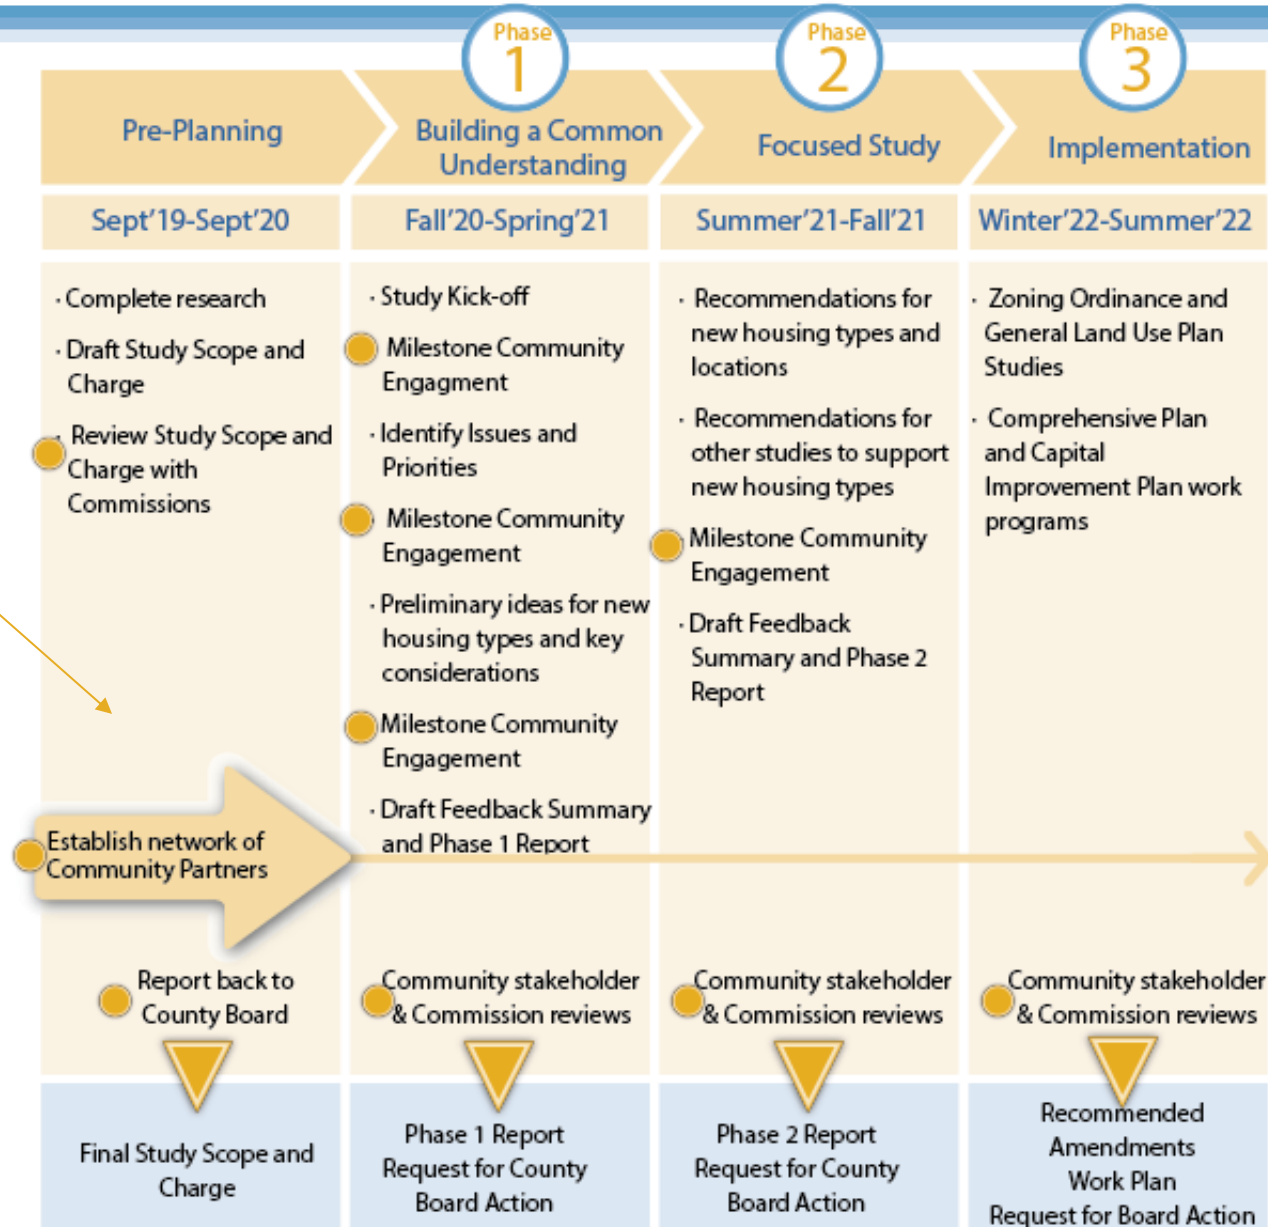 Phase
1
Phase
2
Phase
3
Pre-Planning
Building a Common
Understanding
Focused Study
Implementation
Sept'19-Sept'20
Fall'20-Spring'21
Summer'21-Fall'21
Winter'22-Summer'22
· Complete research
· Draft Study Scope and
Charge
· Review Study Scope and
Charge with
Commissions
Establish network of
Community Partners
Report back to
County Board
Final Study Scope and
Charge
· Study Kick-off
Milestone Community
Engagment
· Identify Issues and
Priorities
Milestone Community
Engagement
· Preliminary ideas for new
housing types and key
considerations
Milestone Community
Engagement
· Draft Feedback Summary
and Phase 1 Report
Community stakeholder
& Commission reviews
Phase 1 Report
Request for County
Board Action
· Recommendations for
new housing types and
locations
· Recommendations for
other studies to support
new housing types
Milestone Community
Engagement
· Draft Feedback
Summary and Phase 2
Report
Community stakeholder
& Commission reviews
Phase 2 Report
Request for County
Board Action
· Zoning Ordinance and
General Land Use Plan
Studies
· Comprehensive Plan
and Capital
Improvement Plan work
programs
Community stakeholder
& Commission reviews
Recommended
Amendments
Work Plan
Request for Board Action